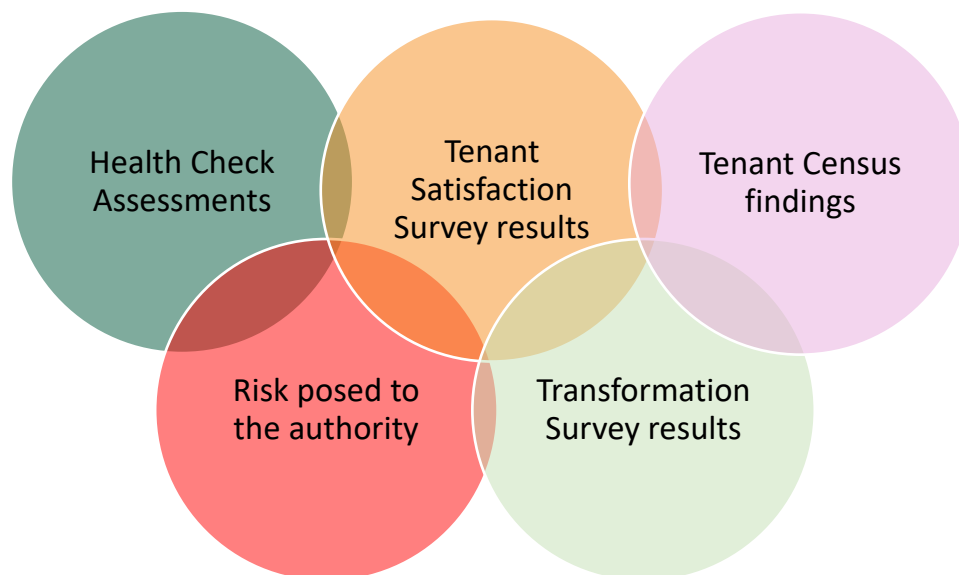 Health Check
Assessments
Tenant
Satisfaction
Survey results
Tenant Census
findings
Risk posed to
the authority
Transformation
Survey results